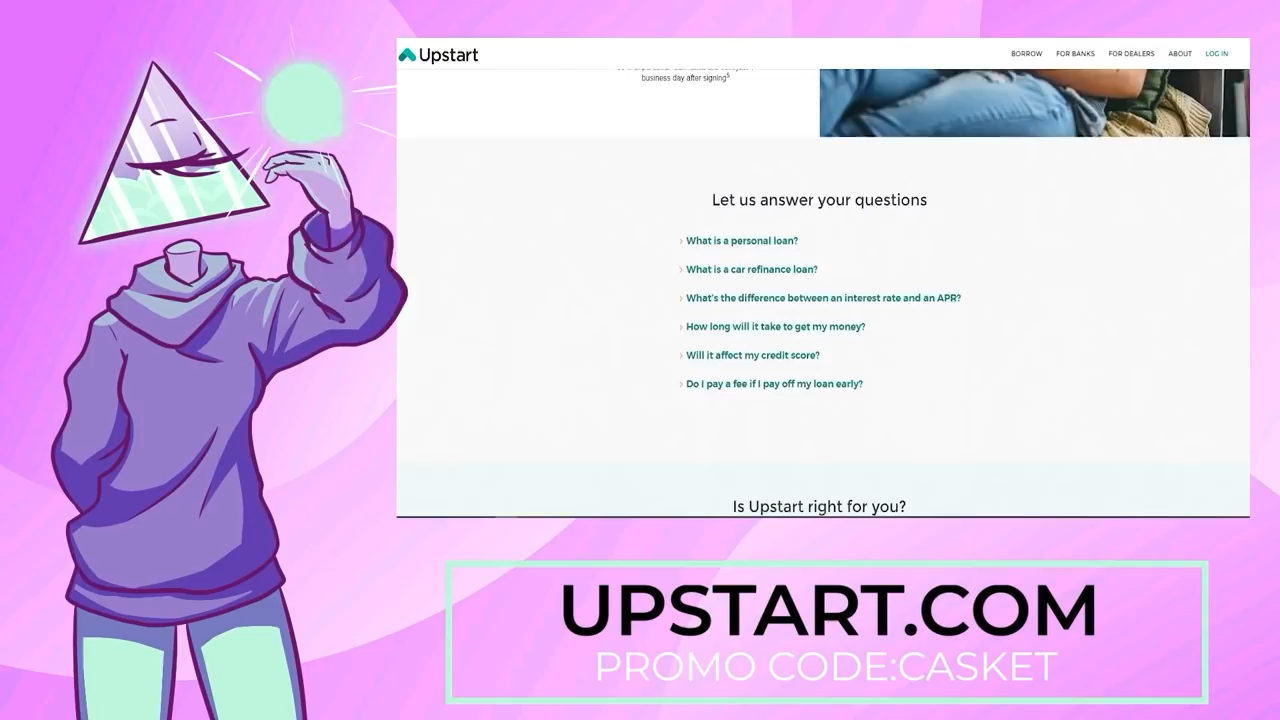 Upstart
BORROW FOR BANKS FOR DEALERS ABOUT LOG IN
business day after signing⁵
Let us answer your questions
What is a personal loan?
What is a car refinance loan?
What's the difference between an interest rate and an APR?
How long will it take to get my money?
Will it affect my credit score?
Do I pay a fee if I pay off my loan early?
Is Upstart right for you?
UPSTART.COM
PROMO CODE:CASKET